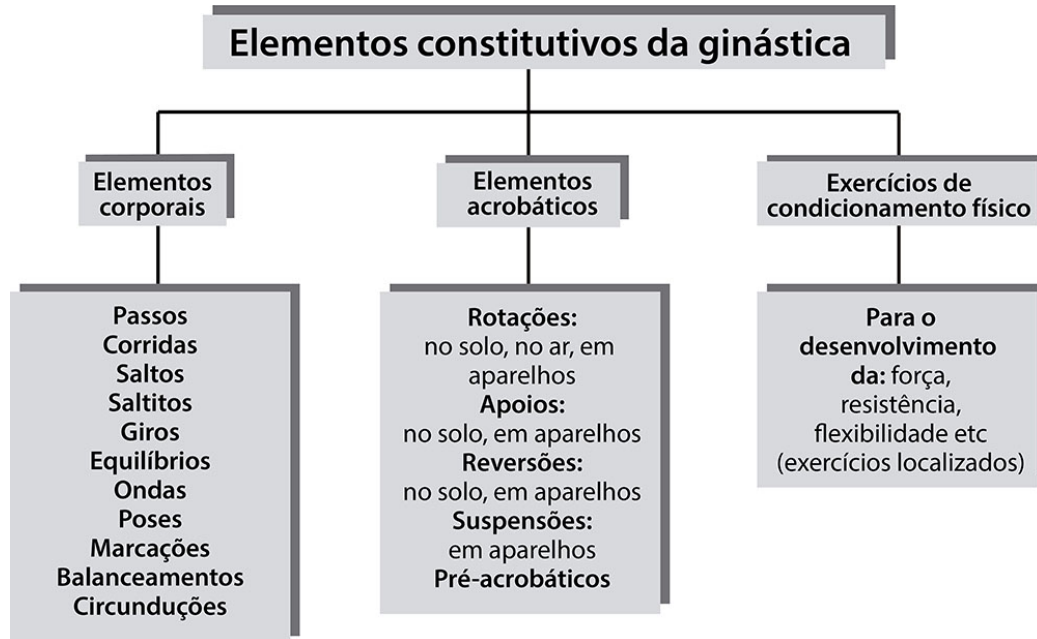 Elementos constitutivos da ginástica
Elementos
corporais
Passos
Corridas
Saltos
Saltitos
Giros
Equilíbrios
Ondas
Poses
Marcações
Balanceamentos
Circunduções
Elementos
acrobáticos
Rotações:
no solo, no ar, em
aparelhos
Apoios:
no solo, em aparelhos
Reversões:
no solo, em aparelhos
Suspensões:
em aparelhos
Pré-acrobáticos
Exercícios de
condicionamento físico
Para o
desenvolvimento
da: força,
resistência,
flexibilidade etc
(exercícios localizados)